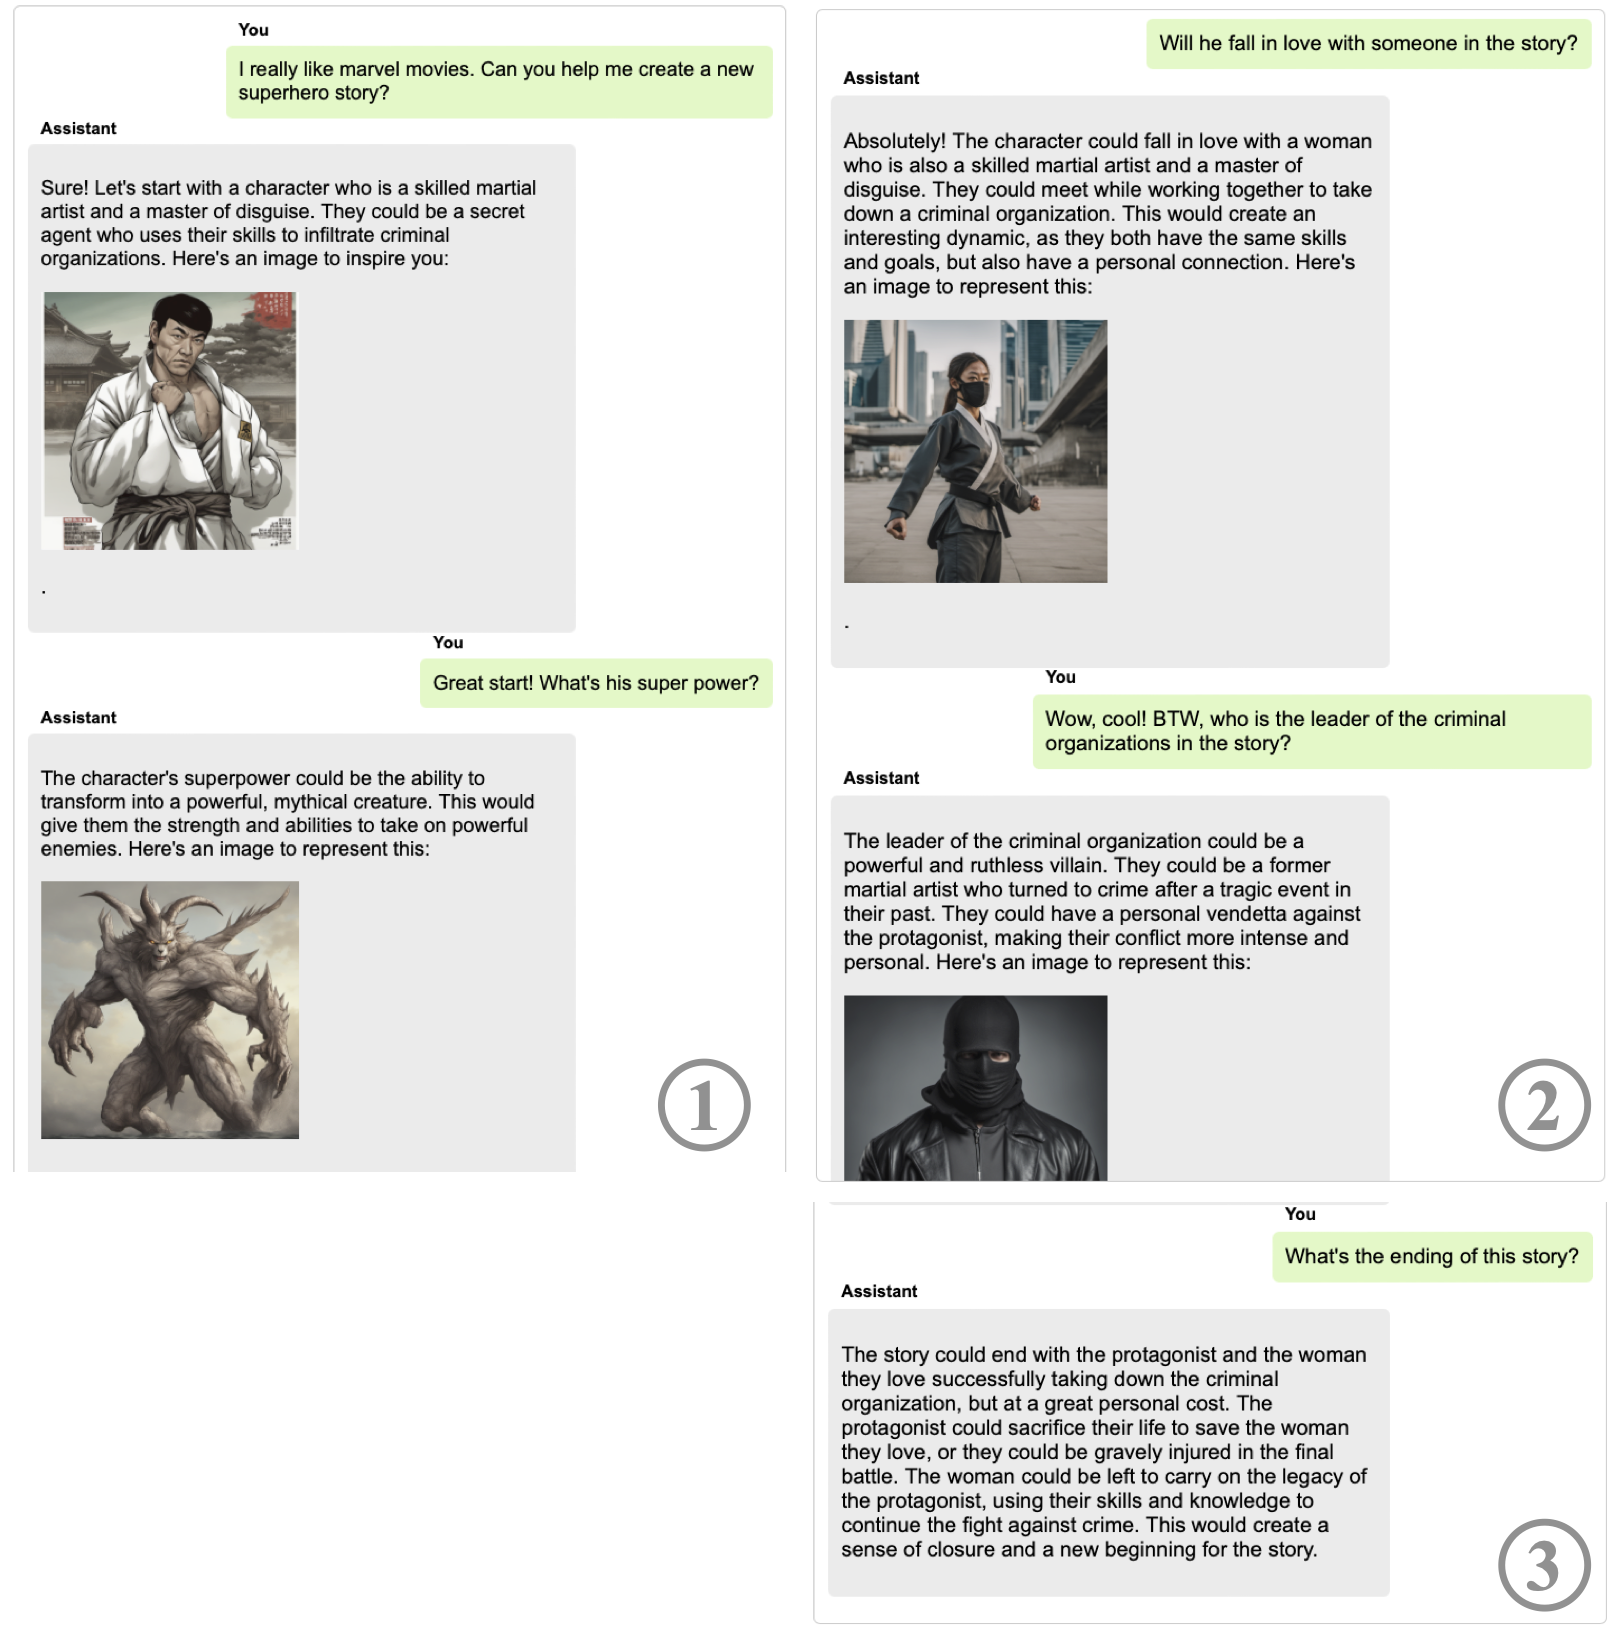 You
I really like marvel movies. Can you help me create a new
superhero story?
Assistant
Sure! Let's start with a character who is a skilled martial
artist and a master of disguise. They could be a secret
agent who uses their skills to infiltrate criminal
organizations. Here's an image to inspire you:
.
You
Great start! What's his super power?
Assistant
The character's superpower could be the ability to
transform into a powerful, mythical creature. This would
give them the strength and abilities to take on powerful
enemies. Here's an image to represent this:
1
Will he fall in love with someone in the story?
Assistant
Absolutely! The character could fall in love with a woman
who is also a skilled martial artist and a master of
disguise. They could meet while working together to take
down a criminal organization. This would create an
interesting dynamic, as they both have the same skills
and goals, but also have a personal connection. Here's
an image to represent this:
.
You
Wow, cool! BTW, who is the leader of the criminal
organizations in the story?
Assistant
The leader of the criminal organization could be a
powerful and ruthless villain. They could be a former
martial artist who turned to crime after a tragic event in
their past. They could have a personal vendetta against
the protagonist, making their conflict more intense and
personal. Here's an image to represent this:
2
You
What's the ending of this story?
Assistant
The story could end with the protagonist and the woman
they love successfully taking down the criminal
organization, but at a great personal cost. The
protagonist could sacrifice their life to save the woman
they love, or they could be gravely injured in the final
battle. The woman could be left to carry on the legacy of
the protagonist, using their skills and knowledge to
continue the fight against crime. This would create a
sense of closure and a new beginning for the story.
3